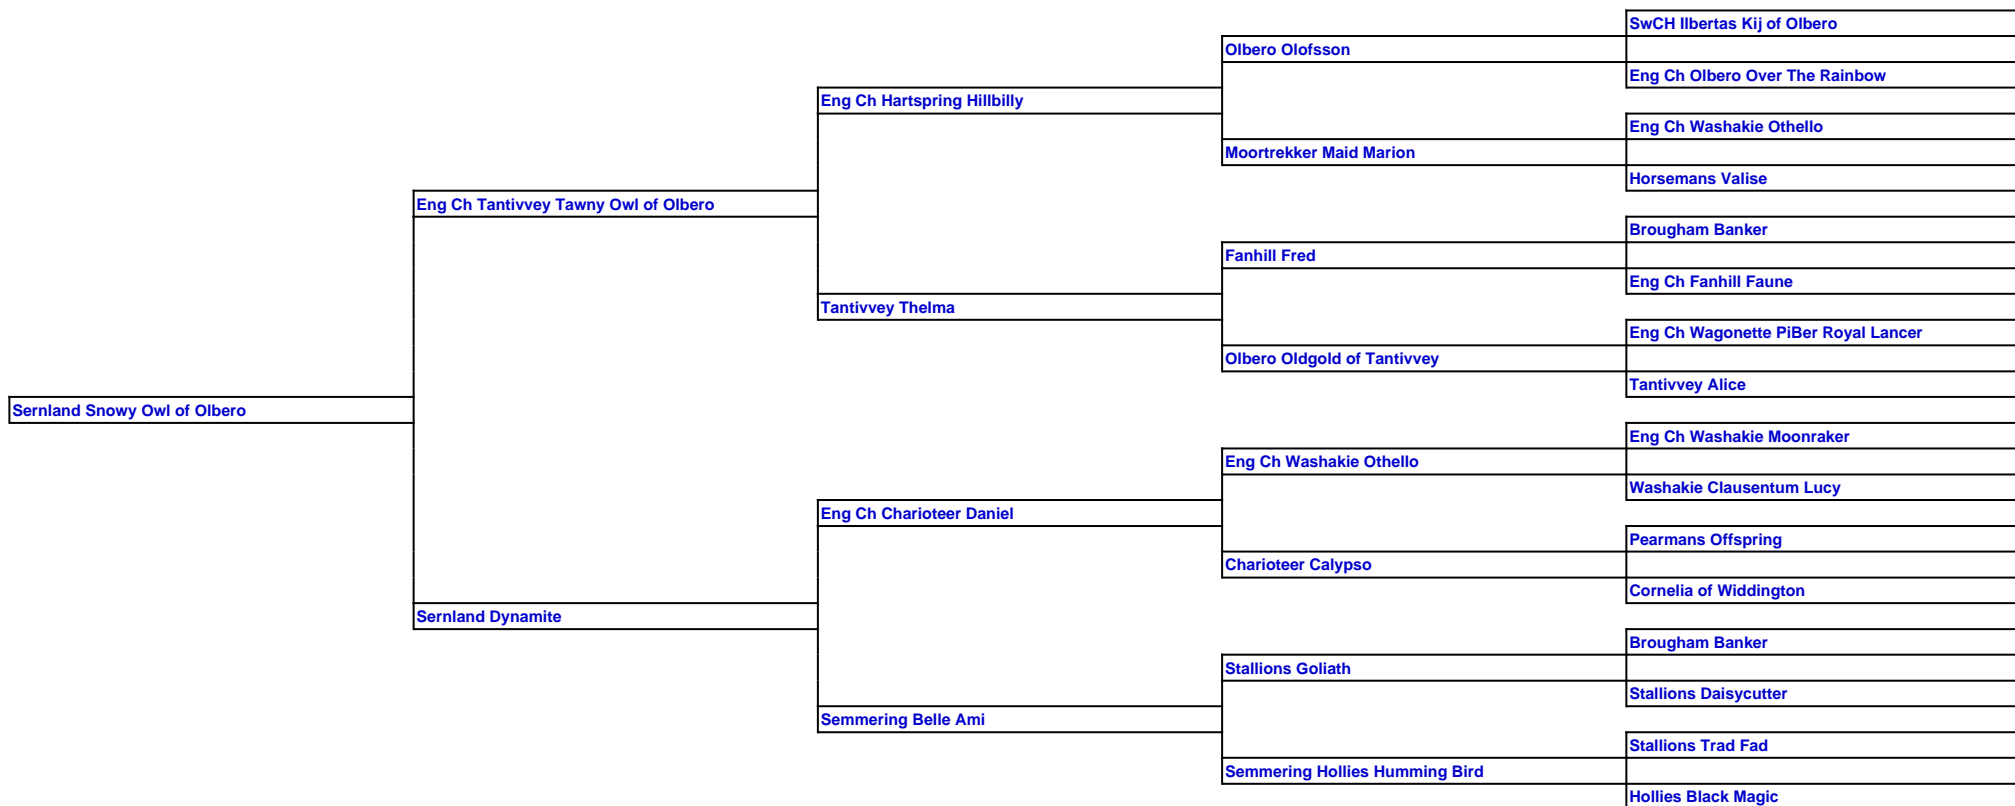 SwCH Ilbertas Kij of Olbero
Olbero Olofsson
Eng Ch Olbero Over The Rainbow
Eng Ch Hartspring Hillbilly
Eng Ch Washakie Othello
Moortrekker Maid Marion
Horsemans Valise
Eng Ch Tantivvey Tawny Owl of Olbero
Brougham Banker
Fanhill Fred
Eng Ch Fanhill Faune
Tantivvey Thelma
Eng Ch Wagonette PiBer Royal Lancer
Olbero Oldgold of Tantivvey
Tantivvey Alice
Sernland Snowy Owl of Olbero
Eng Ch Washakie Moonraker
Eng Ch Washakie Othello
Washakie Clausentum Lucy
Eng Ch Charioteer Daniel
Pearmans Offspring
Charioteer Calypso
Cornelia of Widdington
Sernland Dynamite
Brougham Banker
Stallions Goliath
Stallions Daisycutter
Semmering Belle Ami
Stallions Trad Fad
Semmering Hollies Humming Bird
Hollies Black Magic